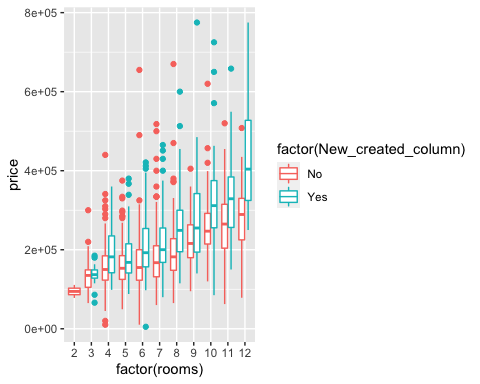 8e+05
6e+05
4e+05
2e+05
0e+00
price
2 3 4 5 6 7 8 9 10 11 12
factor(rooms)
factor(New_created_column)
No
Yes